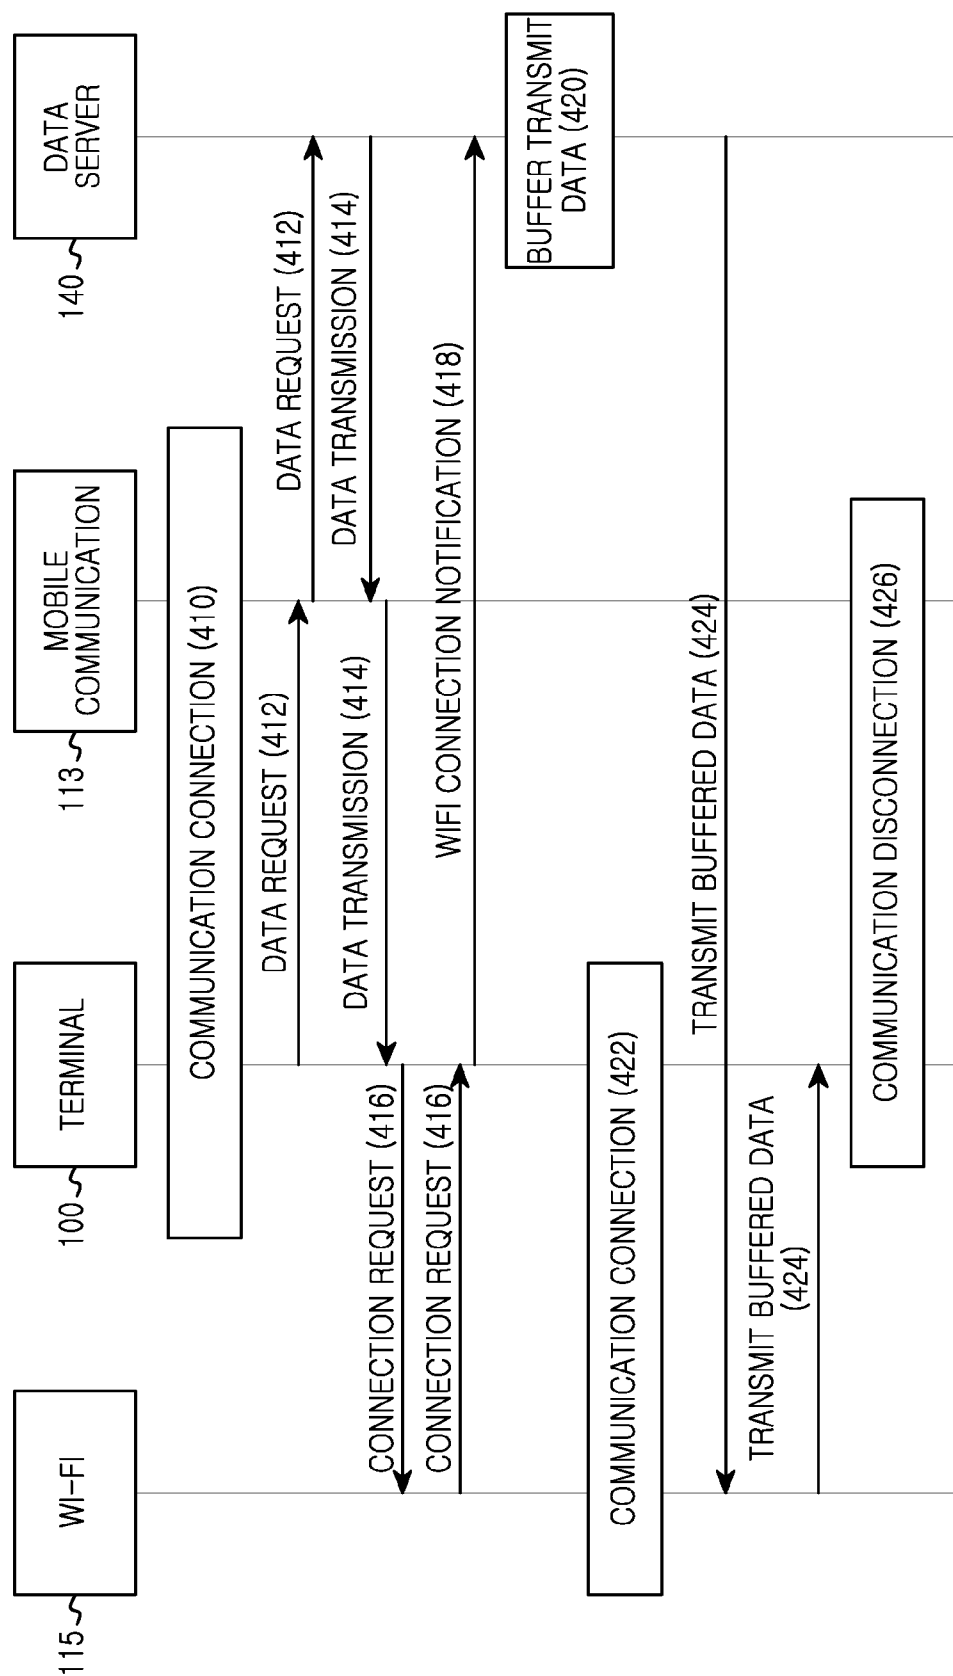 115
WI-FI
100
TERMINAL
113
MOBILE
COMMUNICATION
140
DATA
SERVER
COMMUNICATION CONNECTION (410)
DATA REQUEST (412)
DATA REQUEST (412)
DATA TRANSMISSION (414)
DATA TRANSMISSION (414)
CONNECTION REQUEST (416)
CONNECTION REQUEST (416)
WIFI CONNECTION NOTIFICATION (418)
BUFFER TRANSMIT
DATA (420)
COMMUNICATION CONNECTION (422)
TRANSMIT BUFFERED DATA (424)
TRANSMIT BUFFERED DATA
(424)
COMMUNICATION DISCONNECTION (426)